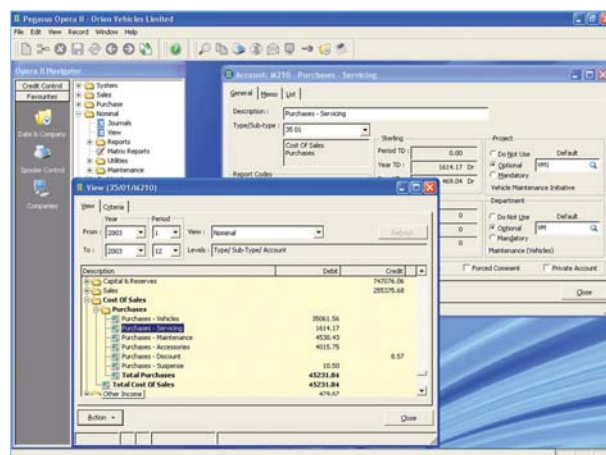 Pegasus Opera II - Orion Vehicles Limited
File Edit View Record Window Help
Opera II Navigator
Credit Control
Favourites
Date & Company
Spooler Control
Companies
System
Sales
Purchase
Nominal
Journals
View
Reports
Matrix Reports
Utilities
Maintenance
Account: M210 - Purchases - Servicing
General Memo List
Description : Purchases - Servicing
Type/Sub-type : 35 01
Cost Of Sales
Purchases
Report Codes
Sterling
Period TD : 0.00
Year TD : 1614.17 Dr
469.04 Dr
0
0
0
Project
Do Not Use Default
Optional VM1
Mandatory
Vehicle Maintenance Initiative
Department
Do Not Use Default
Optional VM
Mandatory
Maintenance (Vehicles)
Forced Comment Private Account
Close
View (35/01/M210)
View Criteria
Year Period
From : 2003 1 View : Nominal Refresh
To : 2003 12 Levels : Type/ Sub-Type/ Account
Description Debit Credit
Capital & Reserves 747076.06
Sales 255375.68
Cost Of Sales
Purchases
Purchases - Vehicles 35061.56
Purchases - Servicing 1614.17
Purchases - Maintenance 4538.43
Purchases - Accessories 4015.75
Purchases - Discount 8.57
Purchases - Suspense 10.50
Total Purchases 45231.84
Total Cost Of Sales 45231.84
Other Income 479.67
Action Close